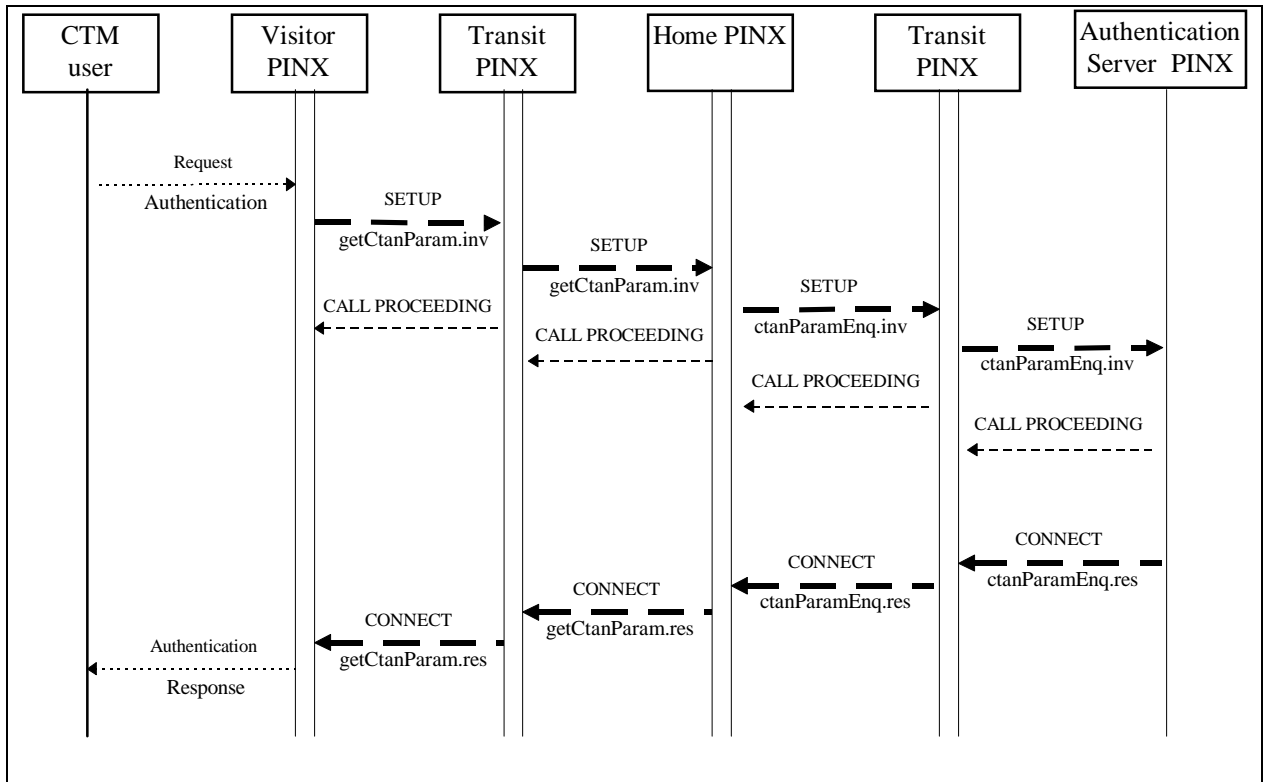 CTM
user
Visitor
PINX
Transit
PINX
Home PINX
Transit
PINX
Authentication
Server PINX
Request
Authentication
SETUP
getCtanParam.inv
SETUP
getCtanParam.inv
CALL PROCEEDING
SETUP
ctanParamEnq.inv
CALL PROCEEDING
SETUP
ctanParamEnq.inv
CALL PROCEEDING
CALL PROCEEDING
CONNECT
ctanParamEnq.res
CONNECT
ctanParamEnq.res
CONNECT
getCtanParam.res
CONNECT
getCtanParam.res
Authentication
Response